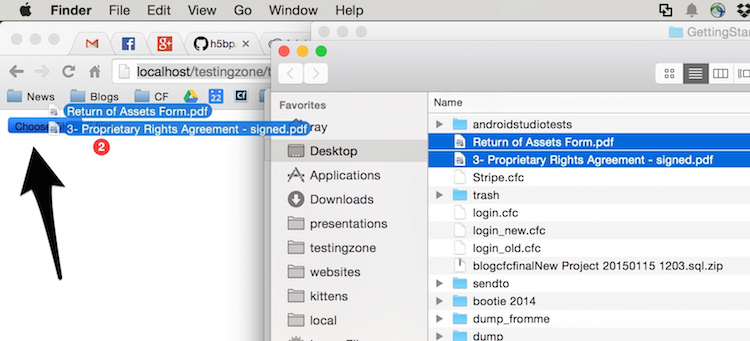 Finder File Edit View Go Window Help
GettingStar
h5bp
localhost/testingzone/t
News Blogs CF 22 Cf
Choose
Return of Assets Form.pdf
3- Proprietary Rights Agreement - signed.pdf
2
Favorites
ray
Desktop
Applications
Downloads
presentations
testingzone
websites
kittens
local
Name
androidstudiotests
Return of Assets Form.pdf
3- Proprietary Rights Agreement - signed.pdf
Stripe.cfc
trash
login.cfc
login_new.cfc
login_old.cfc
blogcfcfinalNew Project 20150115 1203.sql.zip
sendto
bootie 2014
dump_fromme
dump